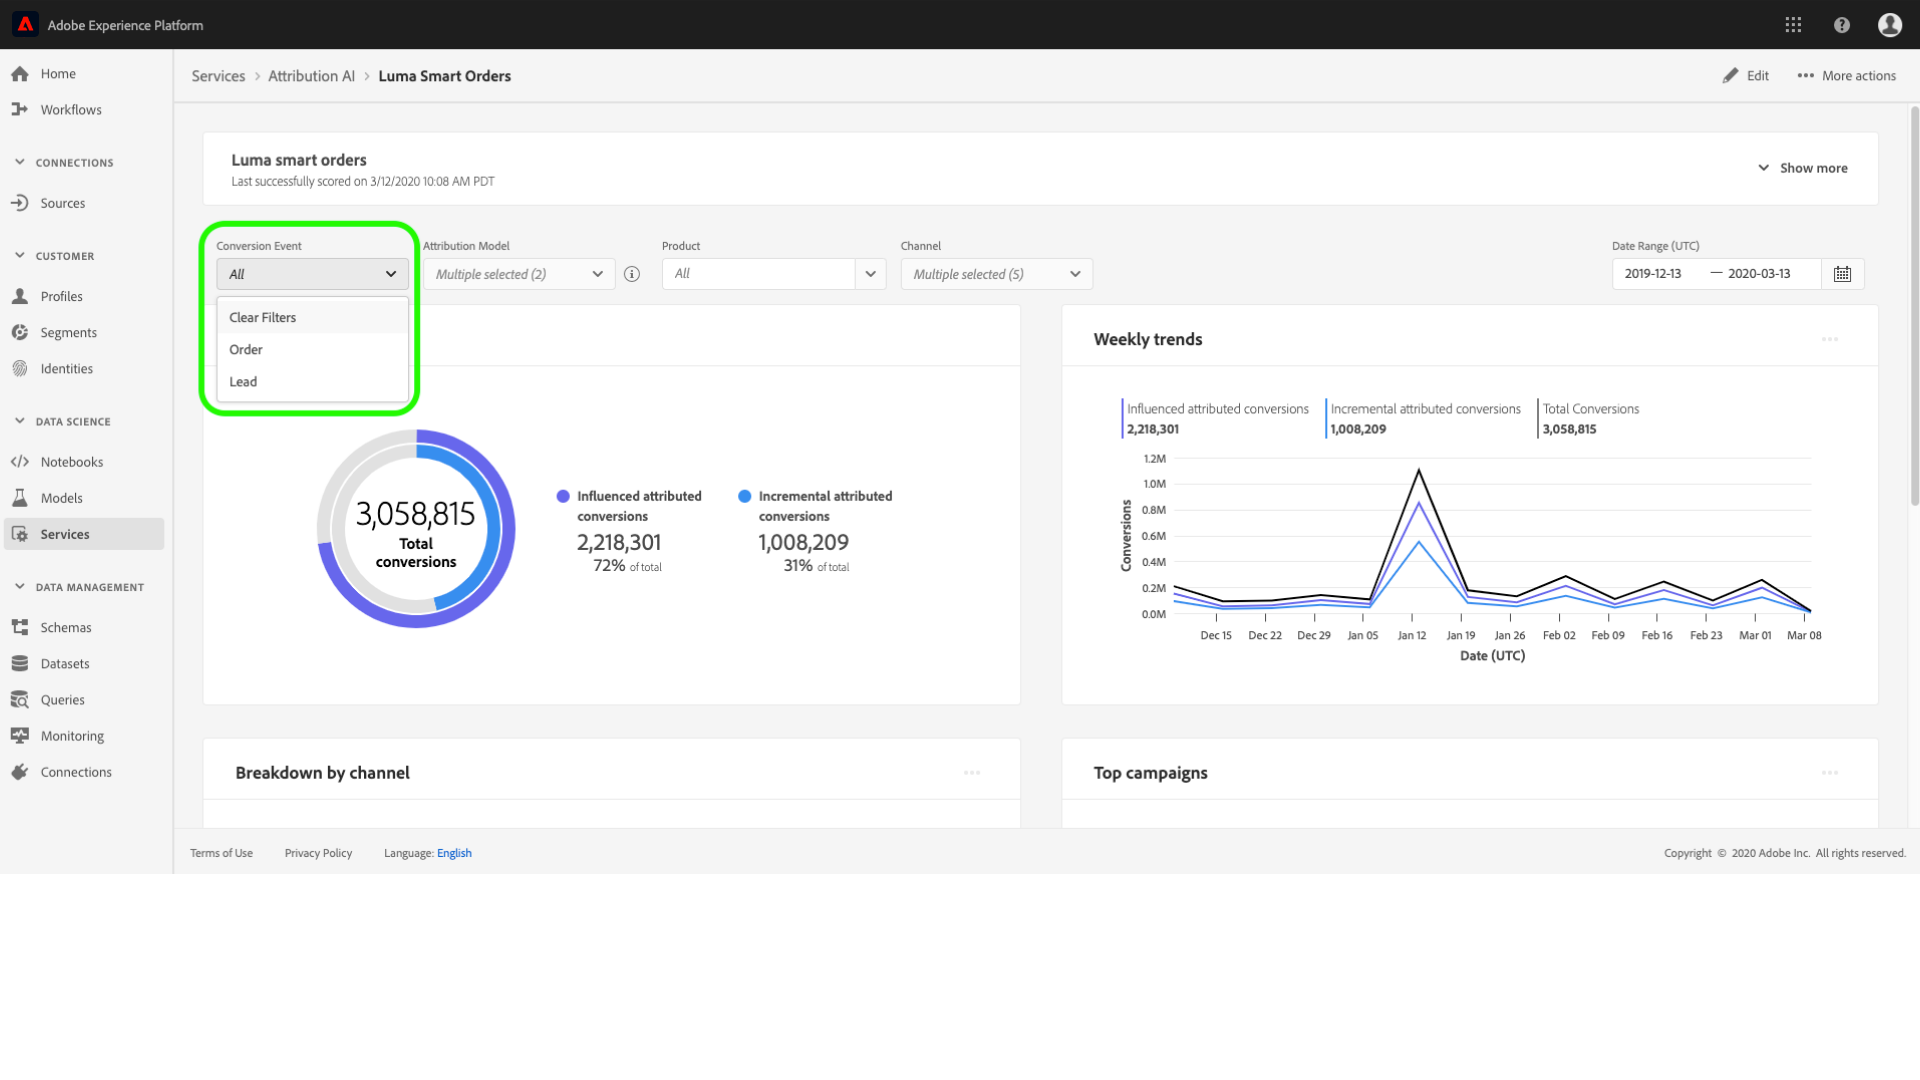 Adobe Experience Platform
Home
Workflows
CONNECTIONS
Sources
CUSTOMER
Profiles
Segments
Identities
DATA SCIENCE
Notebooks
Models
Services
DATA MANAGEMENT
Schemas
Datasets
Queries
Monitoring
Connections
Services > Attribution AI > Luma Smart Orders
Edit
More actions
Luma smart orders
Last successfully scored on 3/12/2020 10:08 AM PDT
Show more
Conversion Event
All
Clear Filters
Order
Lead
Attribution Model
Multiple selected (2)
Product
All
Channel
Multiple selected (5)
Date Range (UTC)
2019-12-13 — 2020-03-13
3,058,815
Total
conversions
Influenced attributed
conversions
2,218,301
72% of total
Incremental attributed
conversions
1,008,209
31% of total
Weekly trends
Influenced attributed conversions
2,218,301
Incremental attributed conversions
1,008,209
Total Conversions
3,058,815
Conversions
1.2M
1.0M
0.8M
0.6M
0.4M
0.2M
0.0M
Dec 15 Dec 22 Dec 29 Jan 05 Jan 12 Jan 19 Jan 26 Feb 02 Feb 09 Feb 16 Feb 23 Mar 01 Mar 08
Date (UTC)
Breakdown by channel
Top campaigns
Terms of Use
Privacy Policy
Language: English
Copyright © 2020 Adobe Inc. All rights reserved.